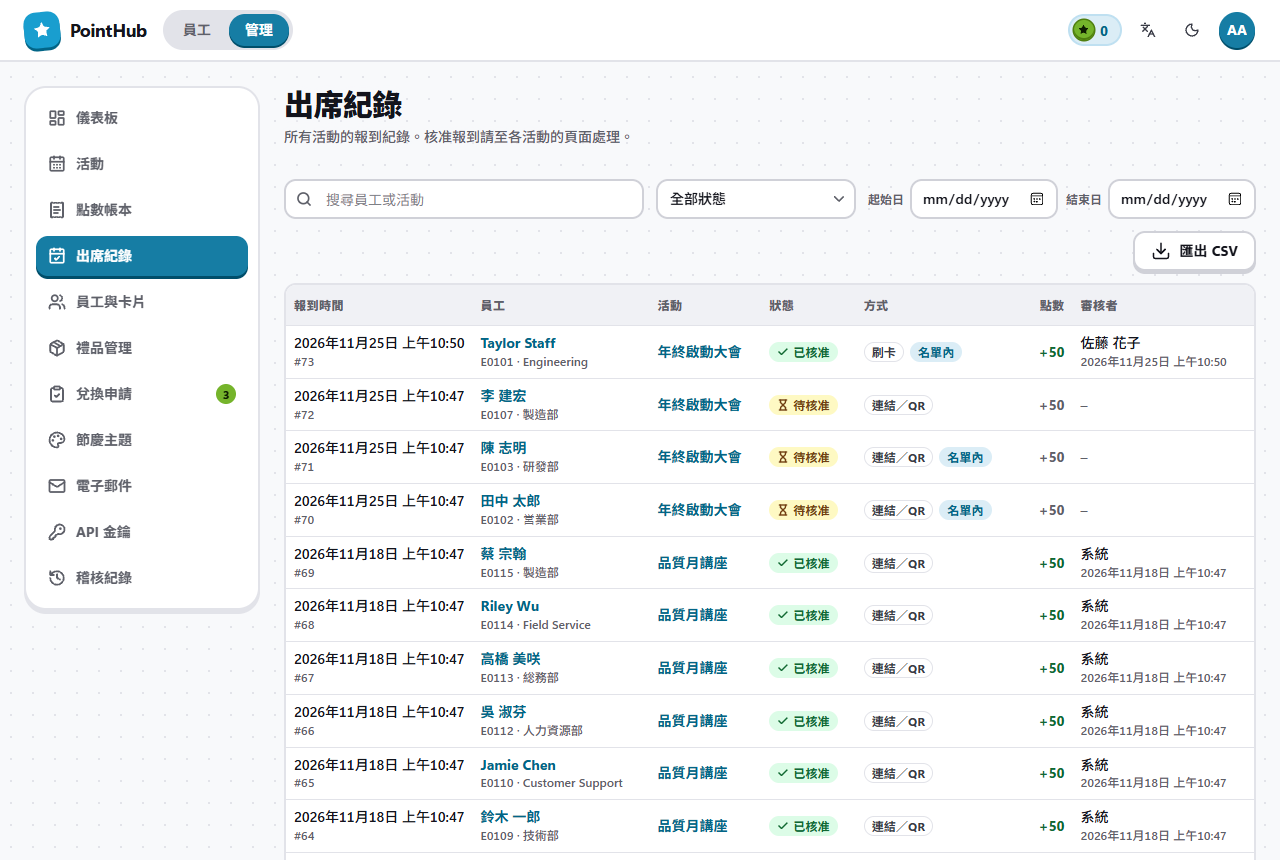 PointHub
員工
管理
0
AA
儀表板
活動
點數帳本
出席紀錄
員工與卡片
禮品管理
兌換申請
3
節慶主題
電子郵件
API 金鑰
稽核紀錄
出席紀錄
所有活動的報到紀錄。核准報到請至各活動的頁面處理。
搜尋員工或活動
全部狀態
起始日
mm/dd/yyyy
結束日
mm/dd/yyyy
匯出 CSV
報到時間 員工 活動 狀態 方式 點數 審核者
2026年11月25日 上午10:50 Taylor Staff 年終啟動大會 已核准 刷卡 名單內 +50 佐藤 花子
#73 E0101 · Engineering 2026年11月25日 上午10:50
2026年11月25日 上午10:47 李 建宏 年終啟動大會 待核准 連結／QR +50 –
#72 E0107 · 製造部
2026年11月25日 上午10:47 陳 志明 年終啟動大會 待核准 連結／QR 名單內 +50 –
#71 E0103 · 研發部
2026年11月25日 上午10:47 田中 太郎 年終啟動大會 待核准 連結／QR 名單內 +50 –
#70 E0102 · 営業部
2026年11月18日 上午10:47 蔡 宗翰 品質月講座 已核准 連結／QR +50 系統
#69 E0115 · 製造部 2026年11月18日 上午10:47
2026年11月18日 上午10:47 Riley Wu 品質月講座 已核准 連結／QR +50 系統
#68 E0114 · Field Service 2026年11月18日 上午10:47
2026年11月18日 上午10:47 高橋 美咲 品質月講座 已核准 連結／QR +50 系統
#67 E0113 · 総務部 2026年11月18日 上午10:47
2026年11月18日 上午10:47 吳 淑芬 品質月講座 已核准 連結／QR +50 系統
#66 E0112 · 人力資源部 2026年11月18日 上午10:47
2026年11月18日 上午10:47 Jamie Chen 品質月講座 已核准 連結／QR +50 系統
#65 E0110 · Customer Support 2026年11月18日 上午10:47
2026年11月18日 上午10:47 鈴木 一郎 品質月講座 已核准 連結／QR +50 系統
#64 E0109 · 技術部 2026年11月18日 上午10:47